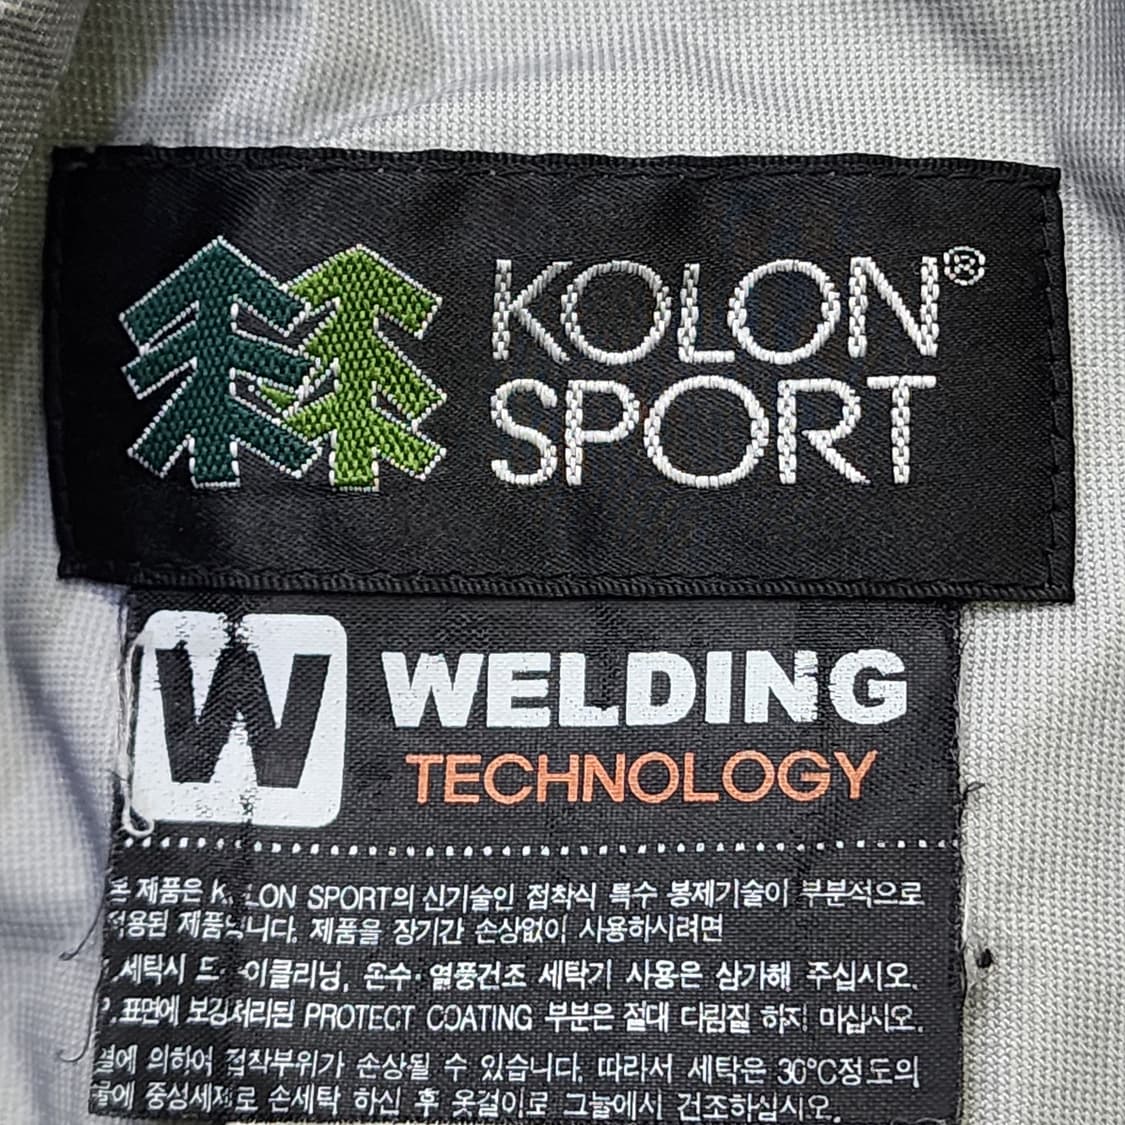 KOLON®
SPORT
W WELDING
TECHNOLOGY
본 제품은 KOLON SPORT의 신기술인 접착식 특수 봉제기술이 부분적으로
적용된 제품입니다. 제품을 장기간 손상없이 사용하시려면
세탁시 드라이클리닝, 온수·열풍건조 세탁기 사용은 삼가해 주십시오.
표면에 보강처리된 PROTECT COATING 부분은 절대 다림질 하지 마십시오.
열에 의하여 접착부위가 손상될 수 있습니다. 따라서 세탁은 30°C정도의
물에 중성세제로 손세탁 하신 후 옷걸이로 그늘에서 건조하십시오.